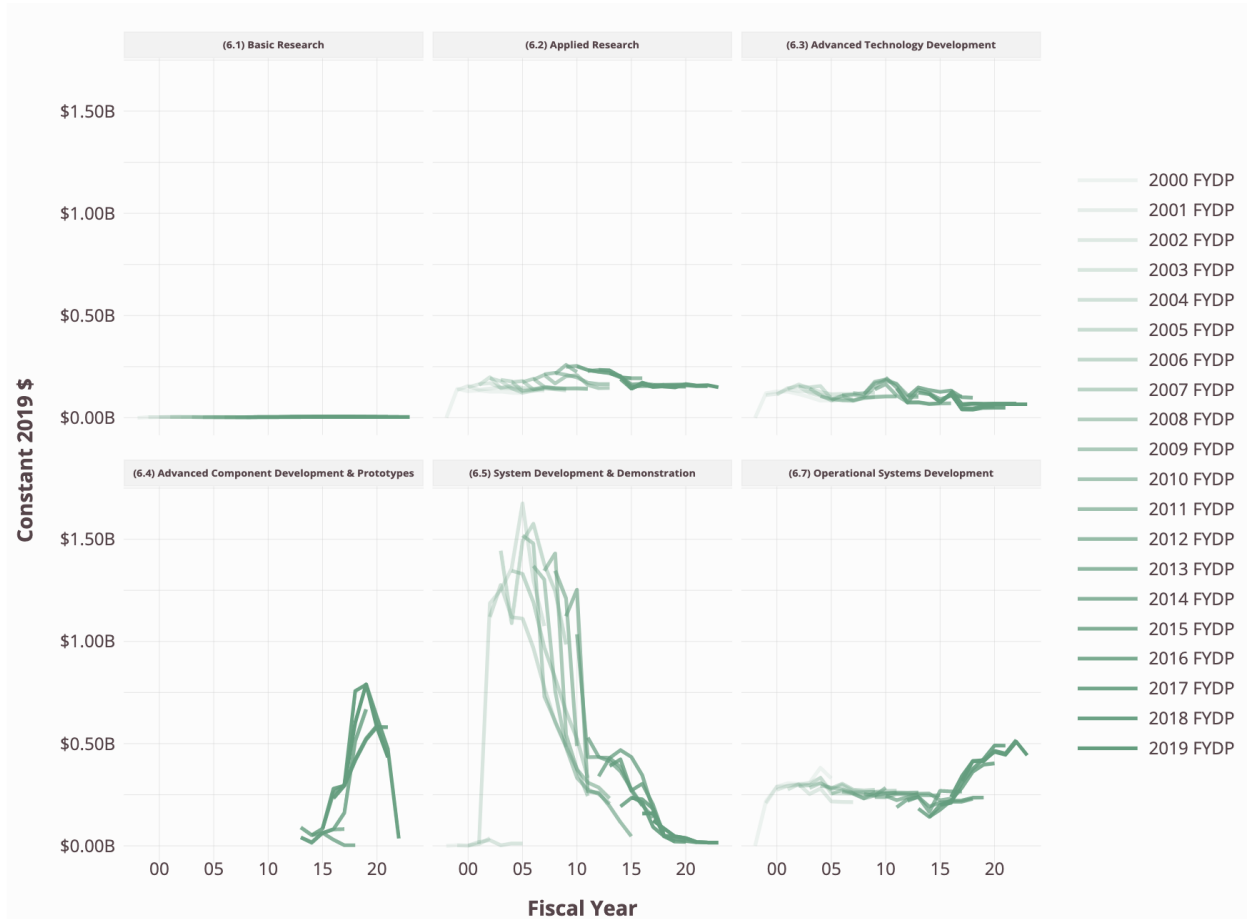 (6.1) Basic Research
(6.2) Applied Research
(6.3) Advanced Technology Development
$1.50B
$1.00B
$0.50B
$0.00B
(6.4) Advanced Component Development & Prototypes
(6.5) System Development & Demonstration
(6.7) Operational Systems Development
$1.50B
$1.00B
$0.50B
$0.00B
00 05 10 15 20
00 05 10 15 20
00 05 10 15 20
Fiscal Year
Constant 2019 $
2000 FYDP
2001 FYDP
2002 FYDP
2003 FYDP
2004 FYDP
2005 FYDP
2006 FYDP
2007 FYDP
2008 FYDP
2009 FYDP
2010 FYDP
2011 FYDP
2012 FYDP
2013 FYDP
2014 FYDP
2015 FYDP
2016 FYDP
2017 FYDP
2018 FYDP
2019 FYDP